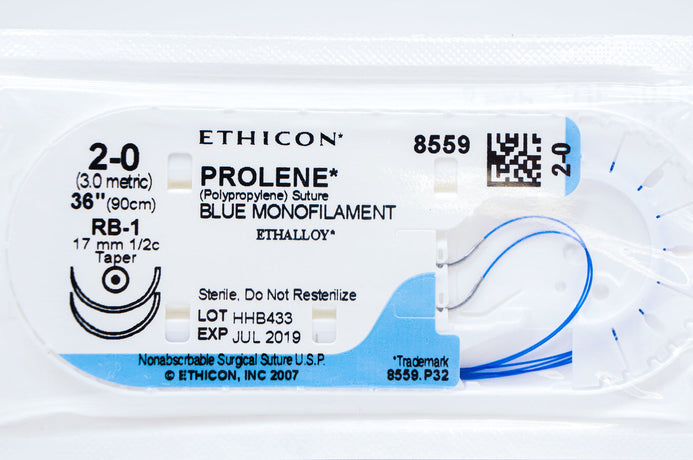 ETHICON*
8559
2-0
2-0
(3.0 metric)
36" (90cm)
RB-1
17 mm 1/2c
Taper
PROLENE*
(Polypropylene) Suture
BLUE MONOFILAMENT
ETHALLOY*
Sterile, Do Not Resterilize
LOT HHB433
EXP JUL 2019
Nonabsorbable Surgical Suture U.S.P.
© ETHICON, INC 2007
*Trademark
8559.P32